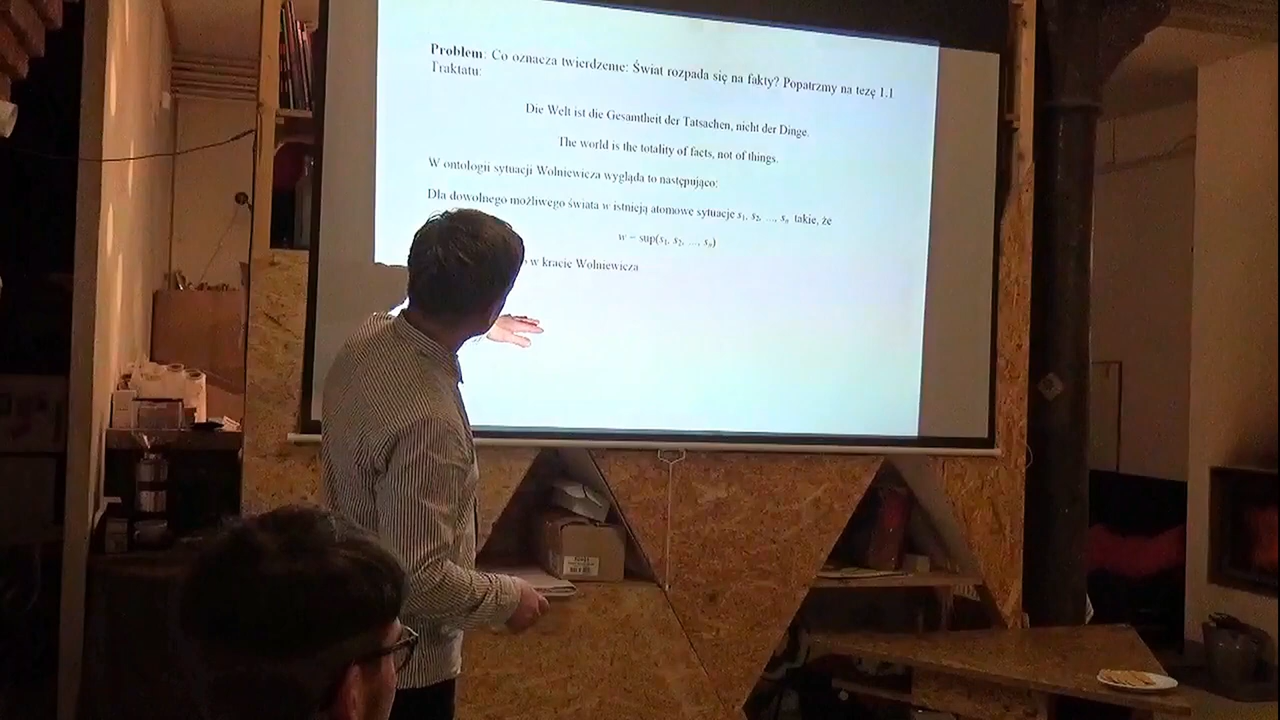 Problem: Co oznacza twierdzenie: Świat rozpada się na fakty? Popatrzmy na tezę 1.1
Traktatu:
Die Welt ist die Gesamtheit der Tatsachen, nicht der Dinge.
The world is the totality of facts, not of things.
W ontologii sytuacji Wolniewicza wygląda to następująco:
Dla dowolnego możliwego świata w istnieją atomowe sytuacje s1, s2, ..., sn takie, że
w = sup(s1, s2, ..., sn)
w kracie Wolniewicza